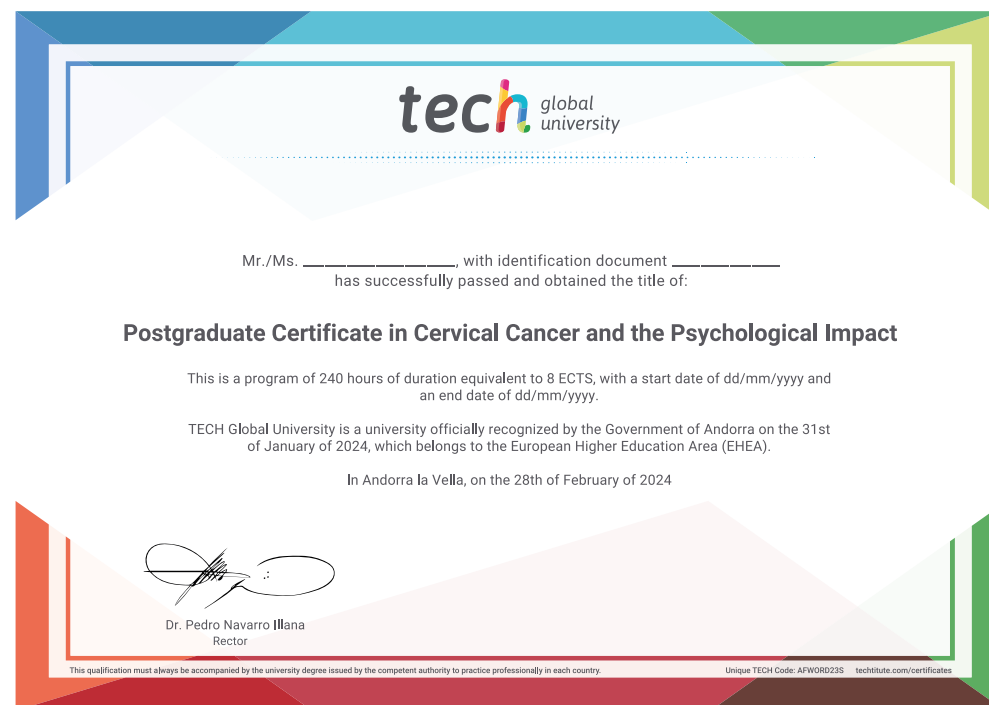 tech global
university
Mr./Ms. ________________, with identification document ____________
has successfully passed and obtained the title of:
Postgraduate Certificate in Cervical Cancer and the Psychological Impact
This is a program of 240 hours of duration equivalent to 8 ECTS, with a start date of dd/mm/yyyy and
an end date of dd/mm/yyyy.
TECH Global University is a university officially recognized by the Government of Andorra on the 31st
of January of 2024, which belongs to the European Higher Education Area (EHEA).
In Andorra la Vella, on the 28th of February of 2024
Dr. Pedro Navarro Illana
Rector
This qualification must always be accompanied by the university degree issued by the competent authority to practice professionally in each country.
Unique TECH Code: AFWORD23S techtitute.com/certificates